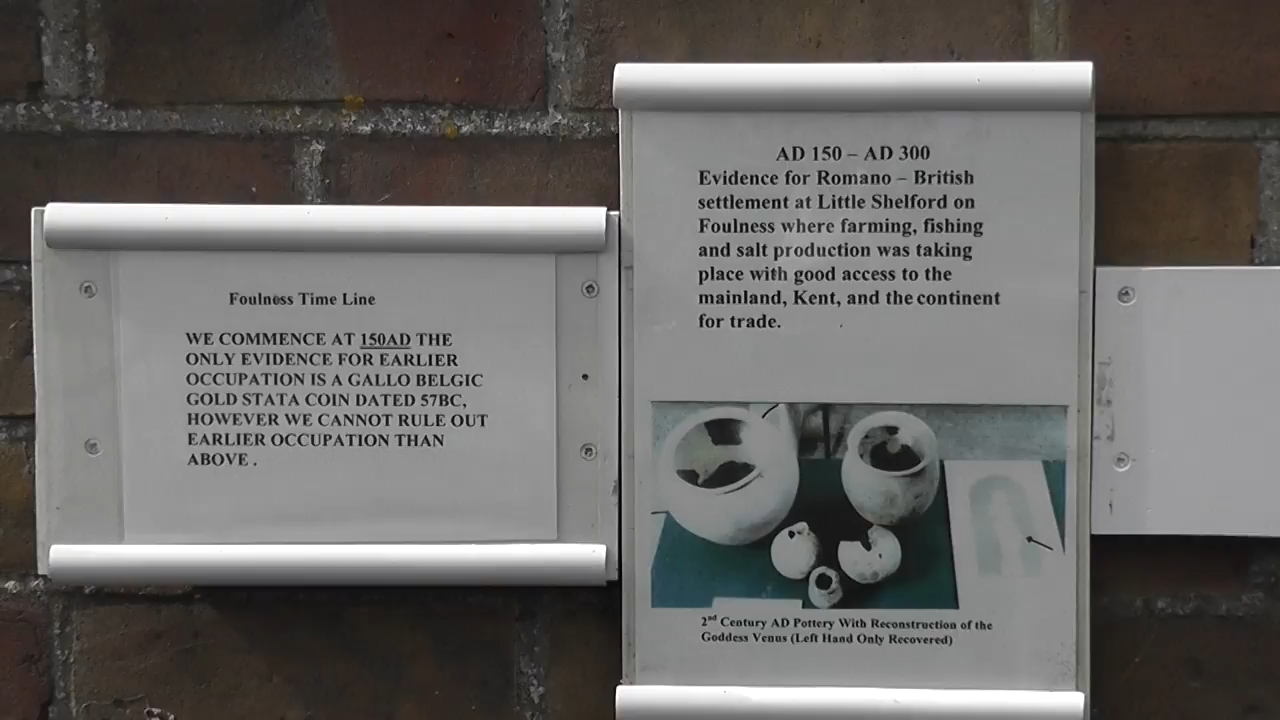 Foulness Time Line
WE COMMENCE AT 150AD THE
ONLY EVIDENCE FOR EARLIER
OCCUPATION IS A GALLO BELGIC
GOLD STATA COIN DATED 57BC,
HOWEVER WE CANNOT RULE OUT
EARLIER OCCUPATION THAN
ABOVE .
AD 150 – AD 300
Evidence for Romano – British
settlement at Little Shelford on
Foulness where farming, fishing
and salt production was taking
place with good access to the
mainland, Kent, and the continent
for trade.
2nd Century AD Pottery With Reconstruction of the
Goddess Venus (Left Hand Only Recovered)